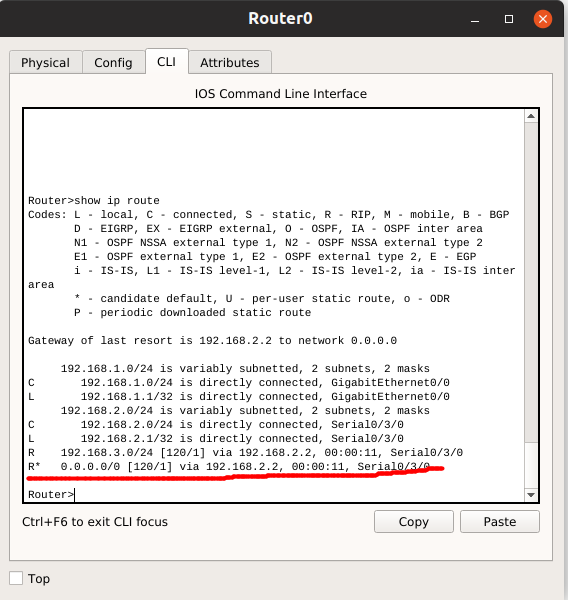 Router0
Physical Config CLI Attributes
IOS Command Line Interface
Router>show ip route
Codes: L - local, C - connected, S - static, R - RIP, M - mobile, B - BGP
D - EIGRP, EX - EIGRP external, O - OSPF, IA - OSPF inter area
N1 - OSPF NSSA external type 1, N2 - OSPF NSSA external type 2
E1 - OSPF external type 1, E2 - OSPF external type 2, E - EGP
i - IS-IS, L1 - IS-IS level-1, L2 - IS-IS level-2, ia - IS-IS inter
area
* - candidate default, U - per-user static route, o - ODR
P - periodic downloaded static route
Gateway of last resort is 192.168.2.2 to network 0.0.0.0
192.168.1.0/24 is variably subnetted, 2 subnets, 2 masks
C 192.168.1.0/24 is directly connected, GigabitEthernet0/0
L 192.168.1.1/32 is directly connected, GigabitEthernet0/0
192.168.2.0/24 is variably subnetted, 2 subnets, 2 masks
C 192.168.2.0/24 is directly connected, Serial0/3/0
L 192.168.2.1/32 is directly connected, Serial0/3/0
R 192.168.3.0/24 [120/1] via 192.168.2.2, 00:00:11, Serial0/3/0
R* 0.0.0.0/0 [120/1] via 192.168.2.2, 00:00:11, Serial0/3/0
Router>
Ctrl+F6 to exit CLI focus
Copy Paste
Top